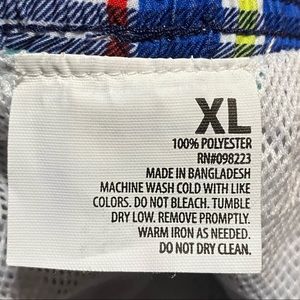 XL
100% POLYESTER
RN#098223
MADE IN BANGLADESH
MACHINE WASH COLD WITH LIKE
COLORS. DO NOT BLEACH. TUMBLE
DRY LOW. REMOVE PROMPTLY.
WARM IRON AS NEEDED.
DO NOT DRY CLEAN.